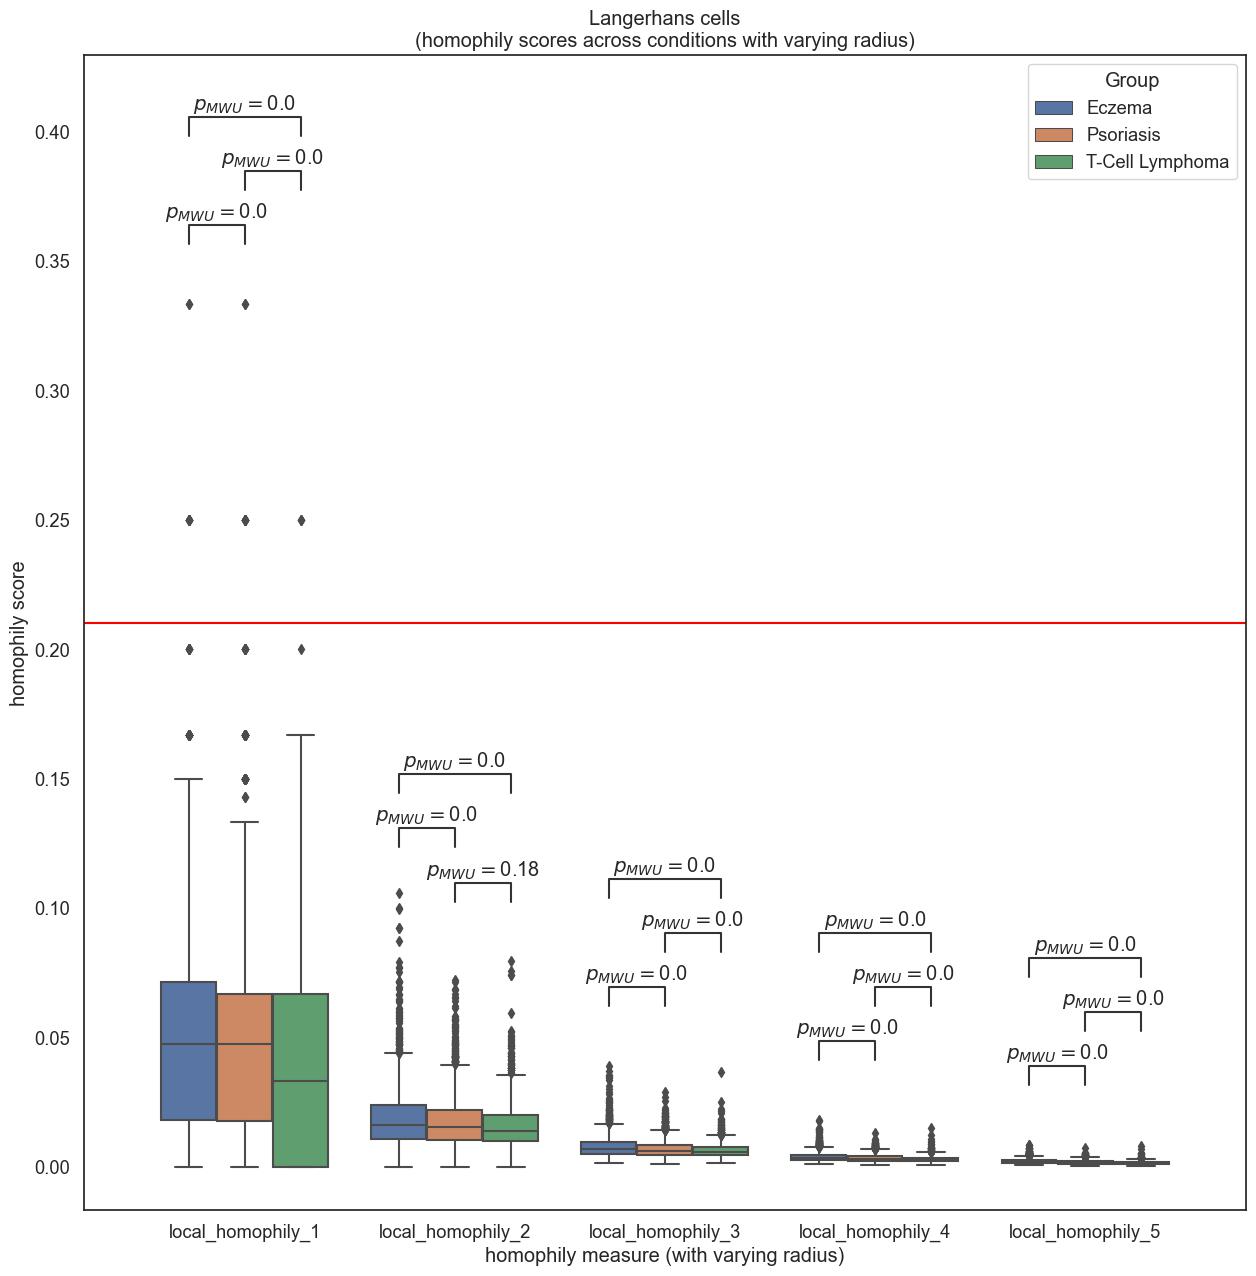 Langerhans cells
(homophily scores across conditions with varying radius)
Group
Eczema
Psoriasis
T-Cell Lymphoma
homophily score
0.40
0.35
0.30
0.25
0.20
0.15
0.10
0.05
0.00
p_MWU = 0.0
p_MWU = 0.0
p_MWU = 0.0
p_MWU = 0.0
p_MWU = 0.0
p_MWU = 0.18
p_MWU = 0.0
p_MWU = 0.0
p_MWU = 0.0
p_MWU = 0.0
p_MWU = 0.0
p_MWU = 0.0
p_MWU = 0.0
p_MWU = 0.0
p_MWU = 0.0
local_homophily_1
local_homophily_2
local_homophily_3
local_homophily_4
local_homophily_5
homophily measure (with varying radius)